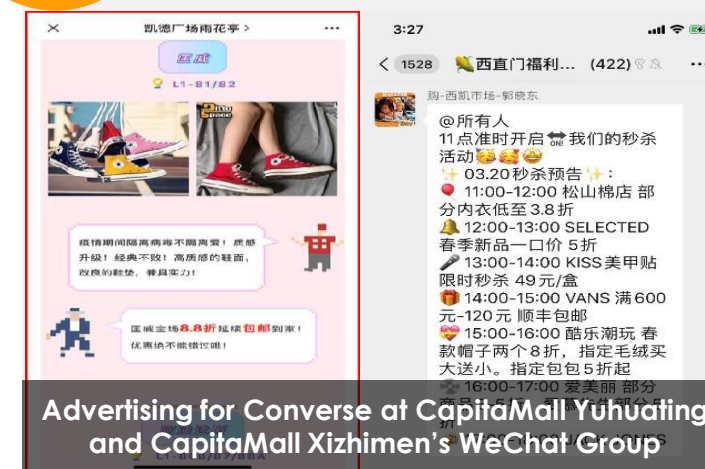 凯德广场雨花亭 >
匡威
L1-B1/B2
疫情期间隔离病毒不隔离爱！质感
升级！经典不败！高质感的鞋面，
改良的鞋垫，兼具实力！
匡威全场8.8折延续包邮到家！
优惠绝不能错过哦！
3:27
1528
西直门福利... (422)
购-西凯市场-郭晓东
@所有人
11点准时开启 我们的秒杀
活动
03.20秒杀预告 ：
11:00-12:00 松山棉店 部
分内衣低至3.8折
12:00-13:00 SELECTED
春季新品一口价 5折
13:00-14:00 KISS美甲贴
限时秒杀 49元/盒
14:00-15:00 VANS 满600
元-120元 顺丰包邮
15:00-16:00 酷乐潮玩 春
款帽子两个8折，指定毛绒买
大送小。指定包包5折起
16:00-17:00 爱美丽 部分
Advertising for Converse at CapitaMall Yuhuating
and CapitaMall Xizhimen's WeChat Group